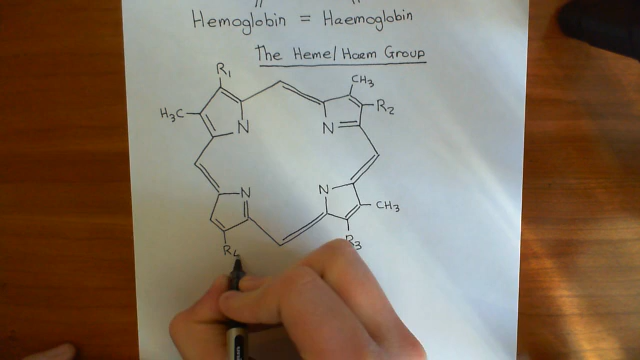 Hemoglobin = Haemoglobin
The Heme/Haem Group
R1
CH3
H3C
R2
N
N
N
N
CH3
R3
R4